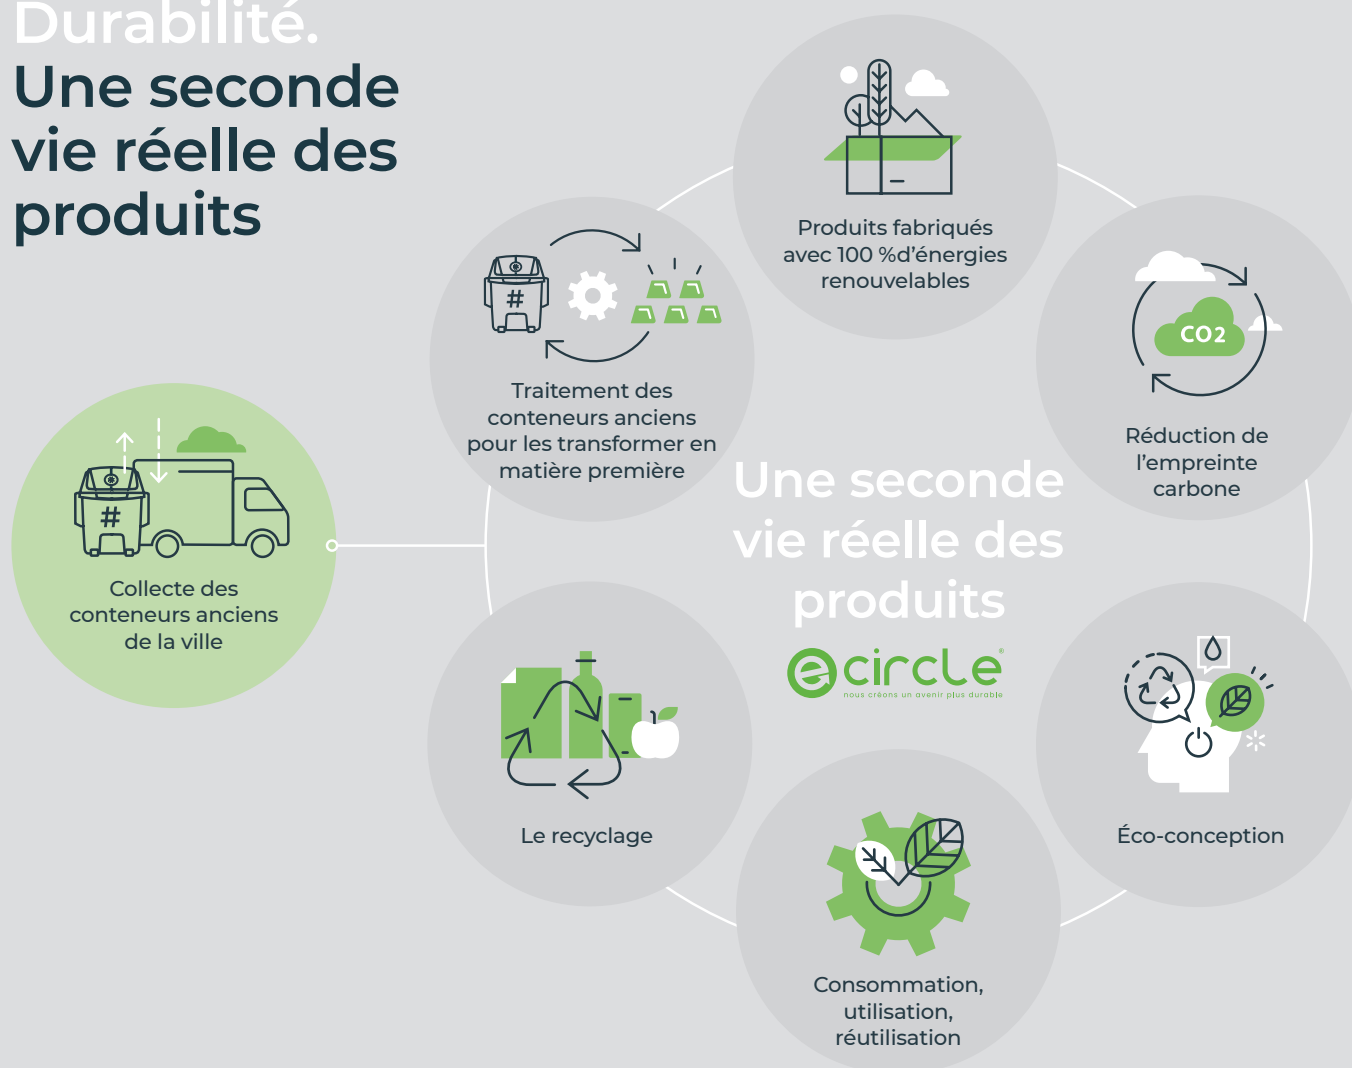 Durabilité.
Une seconde
vie réelle des
produits
Produits fabriqués
avec 100 %d’énergies
renouvelables
Traitement des
conteneurs anciens
pour les transformer en
matière première
#
CO2
Réduction de
l’empreinte
carbone
#
Collecte des
conteneurs anciens
de la ville
Une seconde
vie réelle des
produits
ecircle®
nous créons un avenir plus durable
Le recyclage
Éco-conception
Consommation,
utilisation,
réutilisation